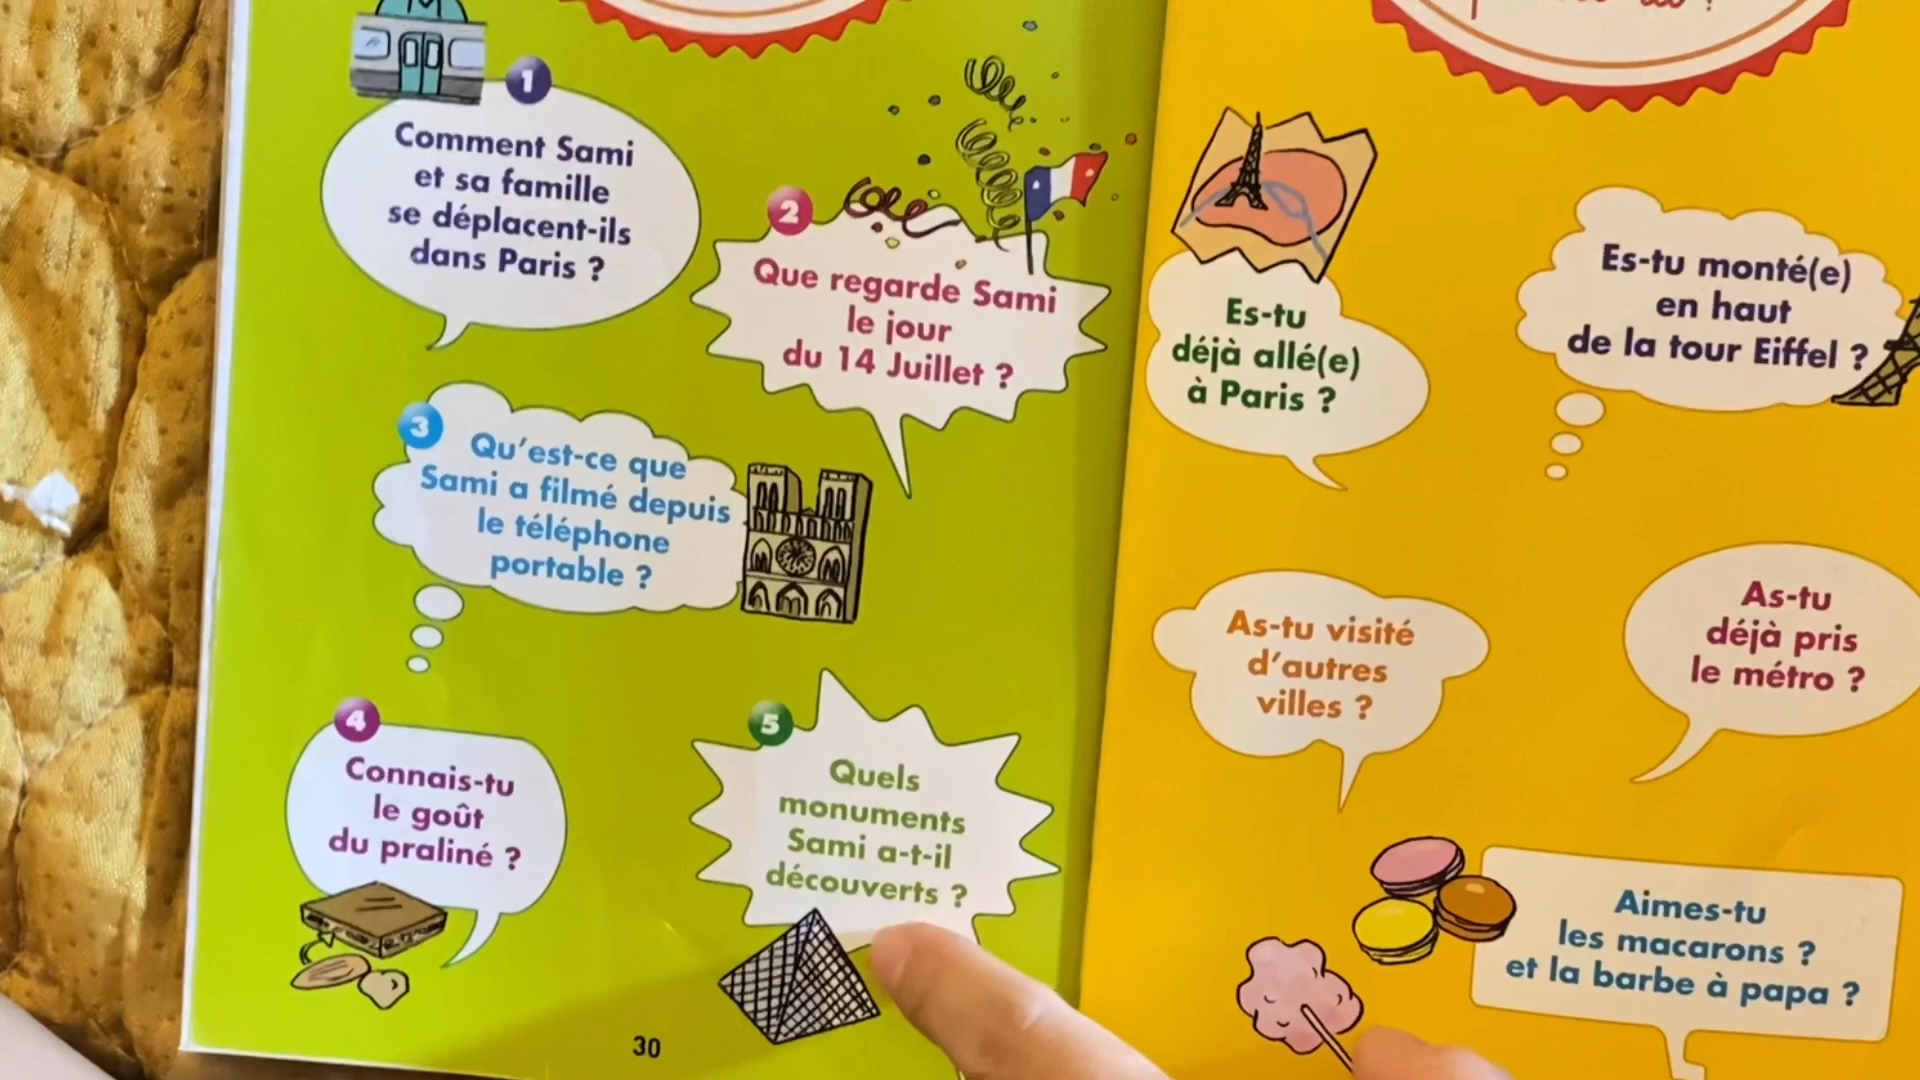 M
1
Comment Sami
et sa famille
se déplacent-ils
dans Paris ?
2
Que regarde Sami
le jour
du 14 Juillet ?
3
Qu'est-ce que
Sami a filmé depuis
le téléphone
portable ?
4
Connais-tu
le goût
du praliné ?
5
Quels
monuments
Sami a-t-il
découverts ?
30
Es-tu
déjà allé(e)
à Paris ?
Es-tu monté(e)
en haut
de la tour Eiffel ?
As-tu visité
d'autres
villes ?
As-tu
déjà pris
le métro ?
Aimes-tu
les macarons ?
et la barbe à papa ?